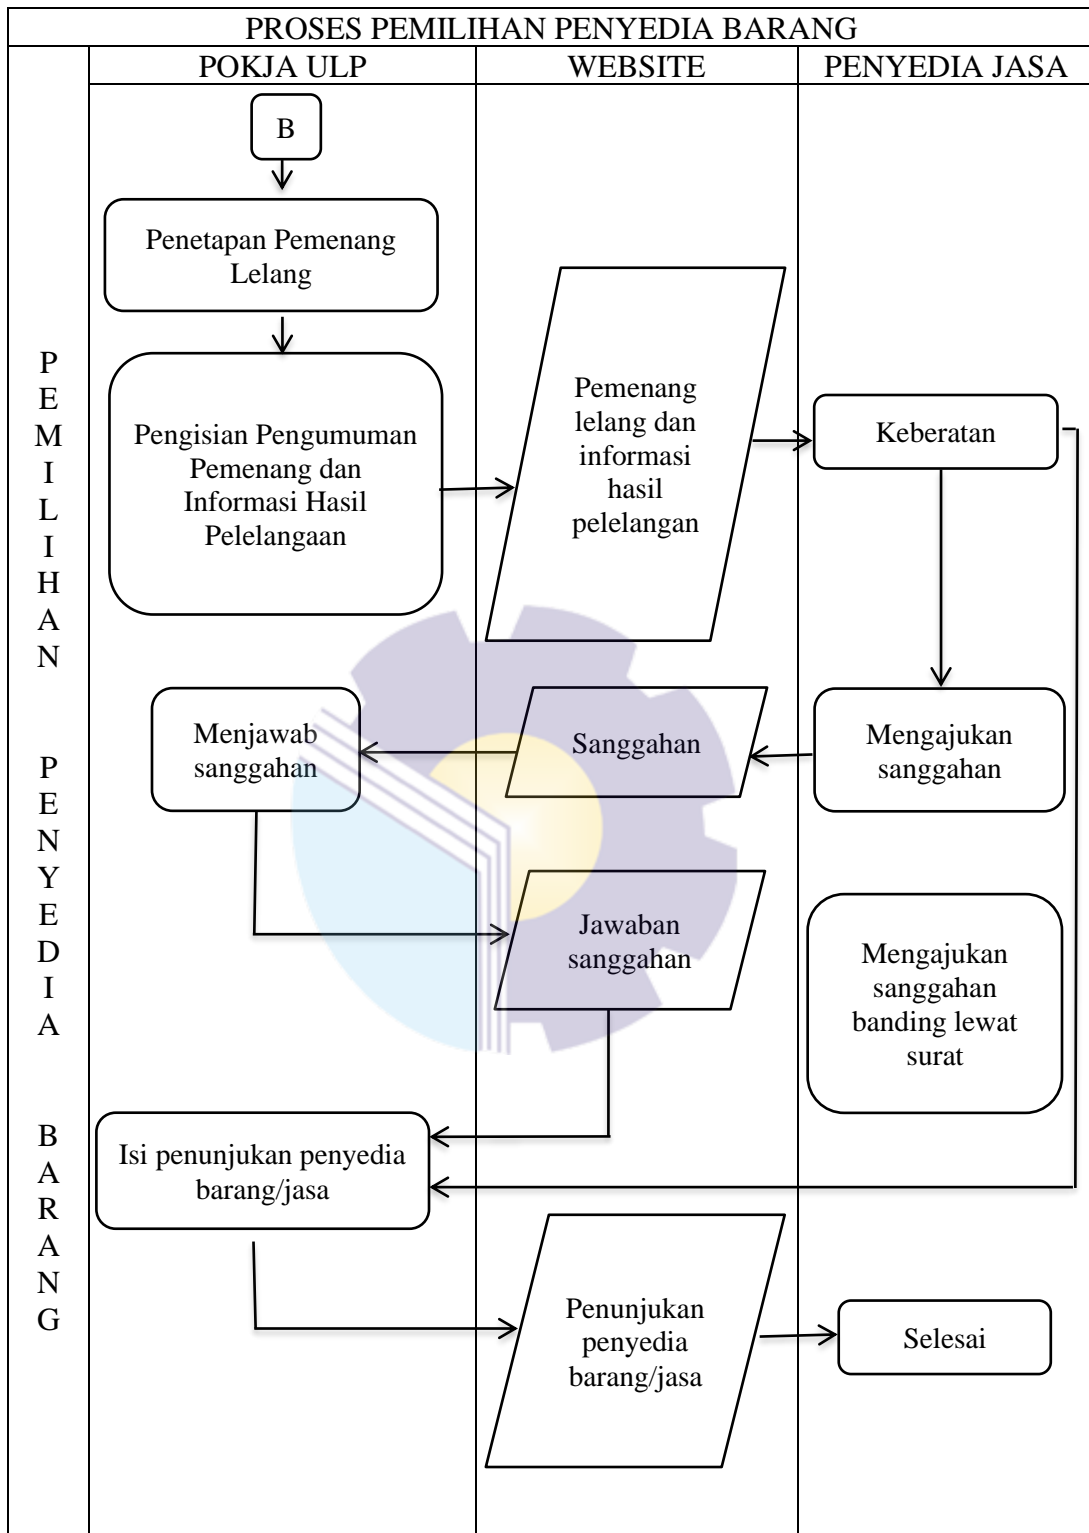 PROSES PEMILIHAN PENYEDIA BARANG
POKJA ULP
WEBSITE
PENYEDIA JASA
P
E
M
I
L
I
H
A
N
P
E
N
Y
E
D
I
A
B
A
R
A
N
G
B
Penetapan Pemenang
Lelang
Pengisian Pengumuman
Pemenang dan
Informasi Hasil
Pelelangaan
Pemenang
lelang dan
informasi
hasil
pelelangan
Keberatan
Mengajukan
sanggahan
Sanggahan
Menjawab
sanggahan
Jawaban
sanggahan
Mengajukan
sanggahan
banding lewat
surat
Isi penunjukan penyedia
barang/jasa
Penunjukan
penyedia
barang/jasa
Selesai